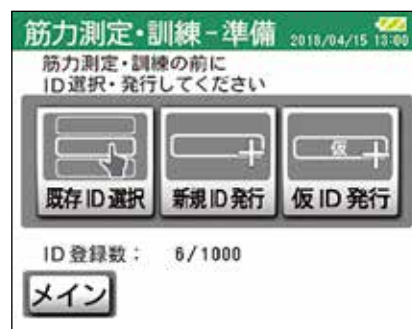 筋力測定・訓練-準備 2018/04/15 13:00
筋力測定・訓練の前に
ID選択・発行してください
仮
既存ID選択 新規ID発行 仮ID発行
ID登録数： 6/1000
メイン